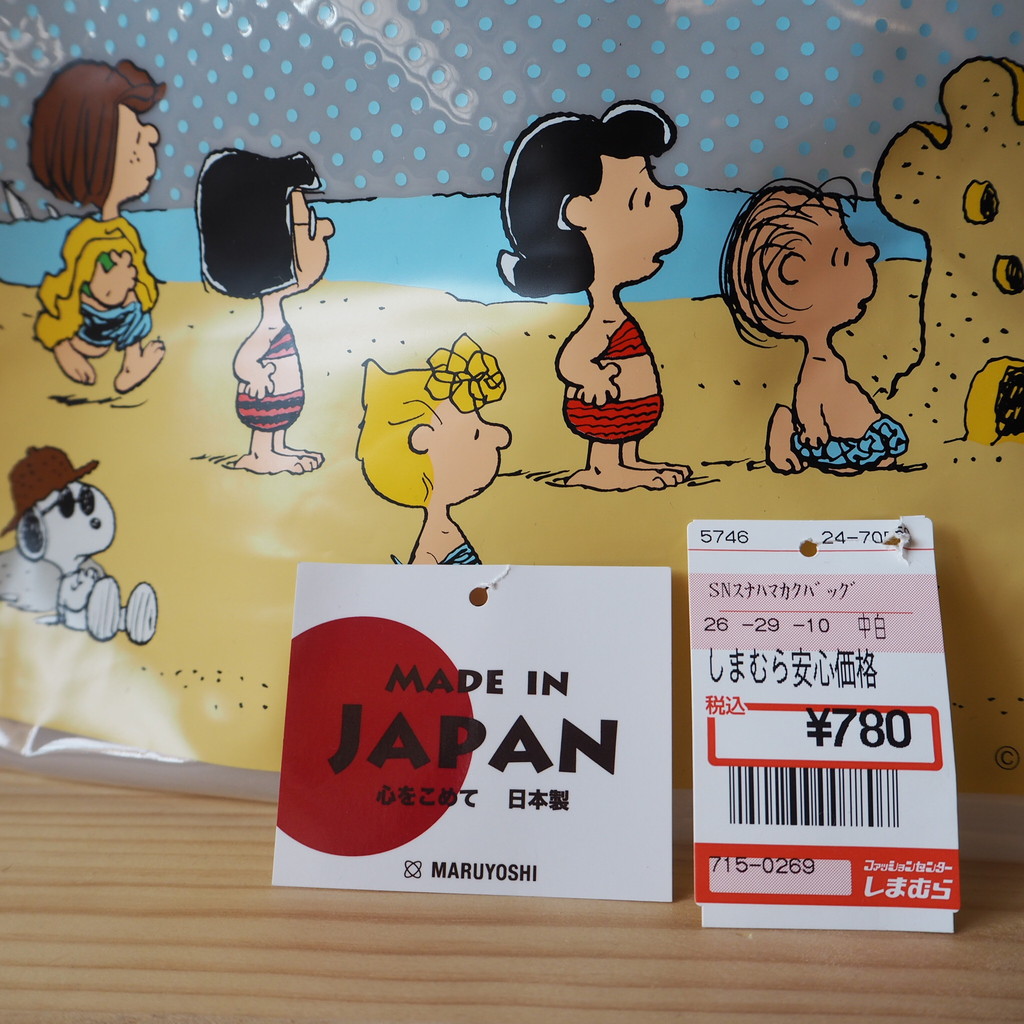 MADE IN
JAPAN
心をこめて 日本製
MARUYOSHI
5746 24-705
SNスナハマカクバッグ
26 -29 -10 中白
しまむら安心価格
税込
¥780
715-0269
ファッションセンター
しまむら
©